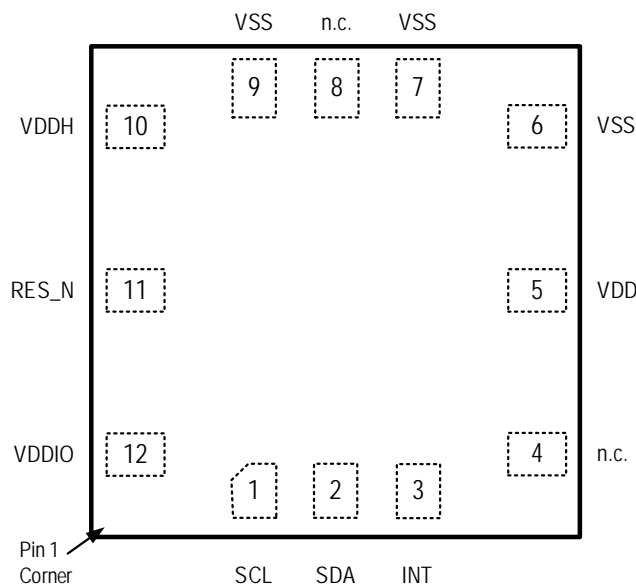 VSS n.c. VSS
9 8 7
VDDH 10 6 VSS
RES_N 11 5 VDD
VDDIO 12 4 n.c.
1 2 3
Pin 1
Corner
SCL SDA INT